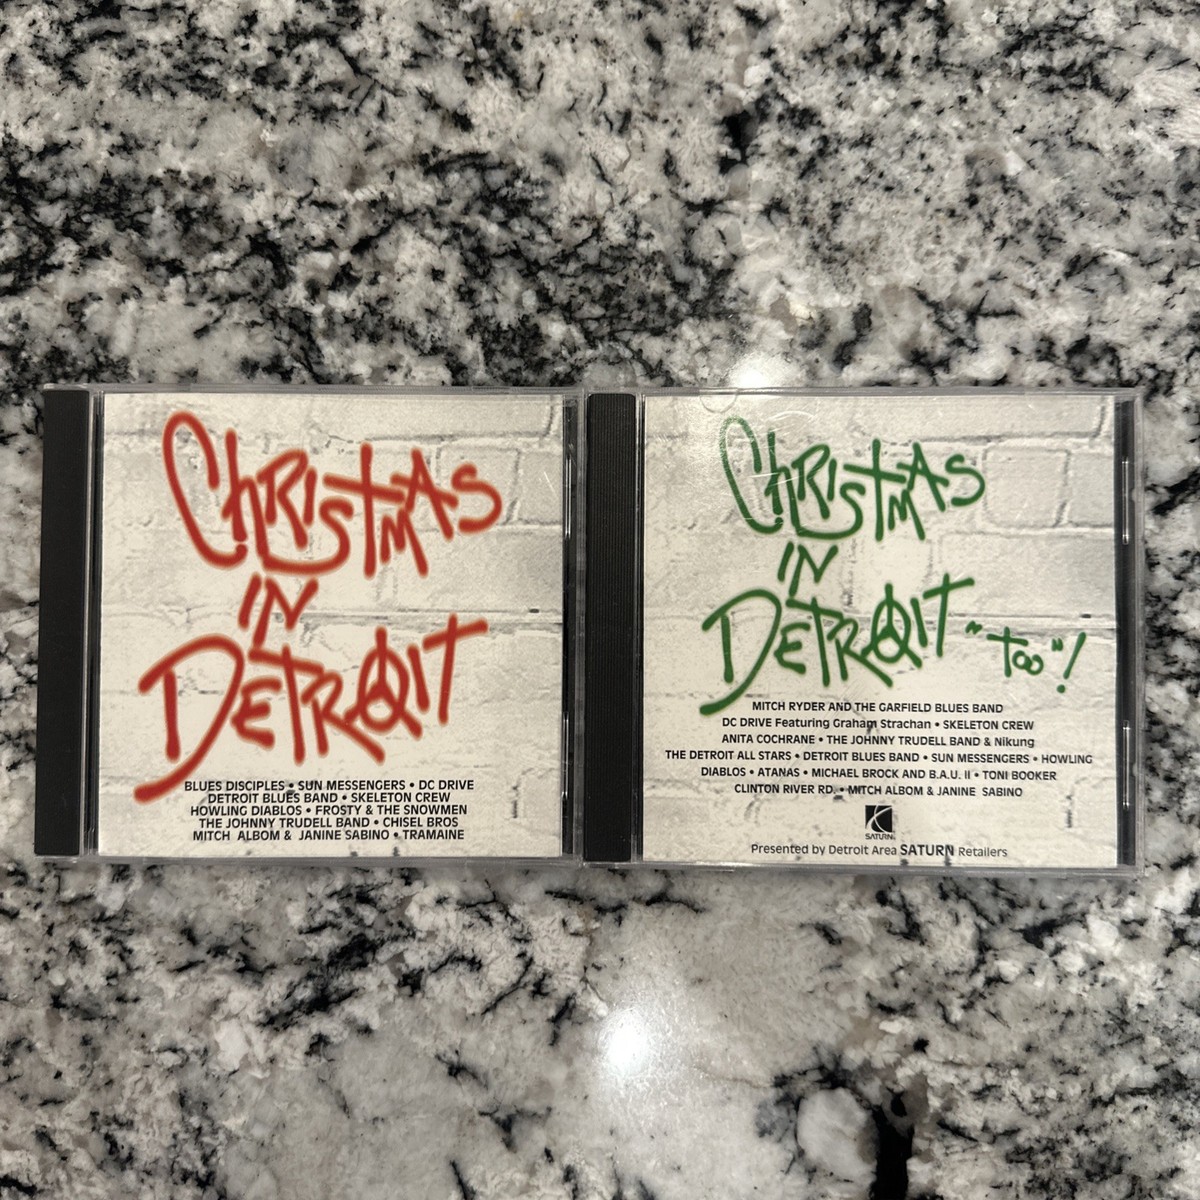 CHRISTMAS
IN
DETROIT
BLUES DISCIPLES • SUN MESSENGERS • DC DRIVE
DETROIT BLUES BAND • SKELETON CREW
HOWLING DIABLOS • FROSTY & THE SNOWMEN
THE JOHNNY TRUDELL BAND • CHISEL BROS
MITCH ALBOM & JANINE SABINO • TRAMAINE
CHRISTMAS
IN
DETROIT "TOO"!
MITCH RYDER AND THE GARFIELD BLUES BAND
DC DRIVE Featuring Graham Strachan • SKELETON CREW
ANITA COCHRANE • THE JOHNNY TRUDELL BAND & Nikung
THE DETROIT ALL STARS • DETROIT BLUES BAND • SUN MESSENGERS • HOWLING
DIABLOS • ATANAS • MICHAEL BROCK AND B.A.U. II • TONI BOOKER
CLINTON RIVER RD. • MITCH ALBOM & JANINE SABINO
SATURN
Presented by Detroit Area SATURN Retailers